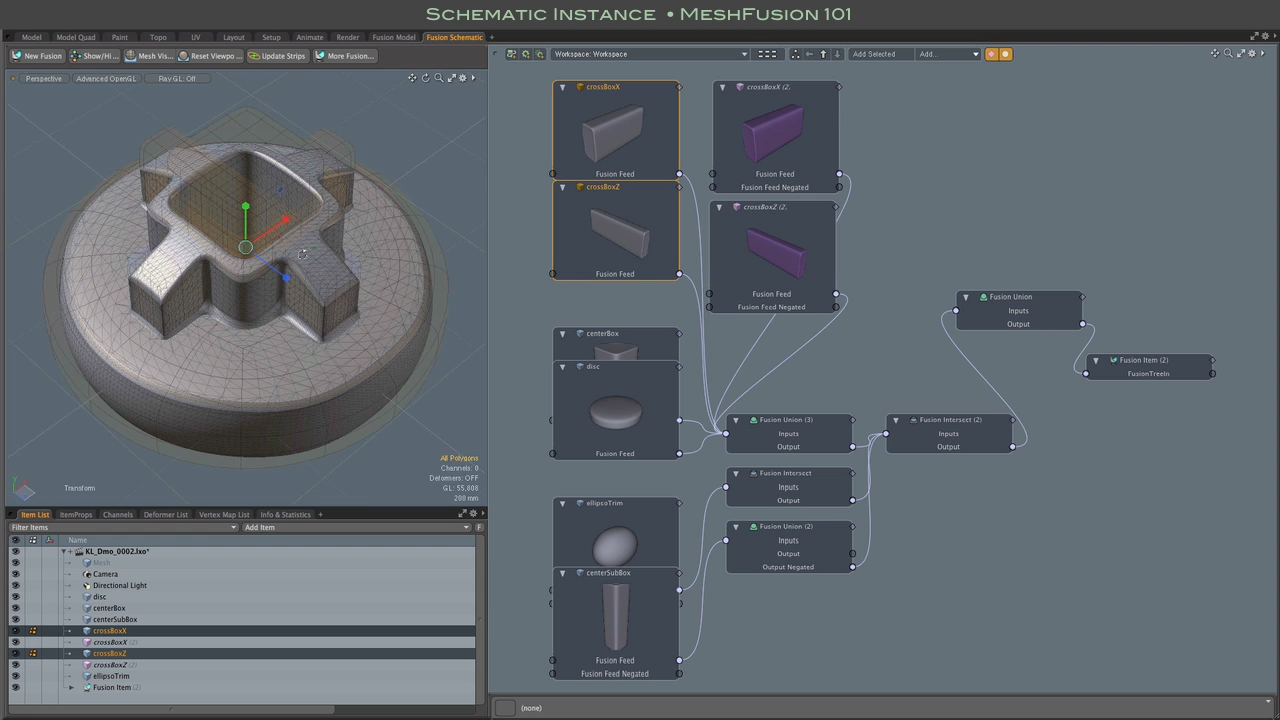 Schematic Instance • MeshFusion 101
Model Model Quad Paint Topo UV Layout Setup Animate Render Fusion Model Fusion Schematic +
New Fusion Show/HI ... Mesh Vis... Reset Viewpo ... Update Strips More Fusion...
Workspace: Workspace Add Selected Add...
Perspective Advanced OpenGL Ray GL: Off
crossBoxX
Fusion Feed
crossBoxZ
Fusion Feed
crossBoxX (2,
Fusion Feed
Fusion Feed Negated
crossBoxZ (2,
Fusion Feed
Fusion Feed Negated
centerBox
disc
Fusion Feed
ellipsoTrim
centerSubBox
Fusion Feed
Fusion Feed Negated
Fusion Union (3)
Inputs
Output
Fusion Intersect
Inputs
Output
Fusion Union (2)
Inputs
Output
Output Negated
Fusion Intersect (2)
Inputs
Output
Fusion Union
Inputs
Output
Fusion Item (2)
FusionTreeIn
All Polygons
Channels: 0
Deformers: OFF
GL: 55,808
200 mm
Transform
Item List ItemProps Channels Deformer List Vertex Map List Info & Statistics +
Filter Items Add Item F
Name
KL_Dmo_0002.lxo*
Mesh
Camera
Directional Light
disc
centerBox
centerSubBox
crossBoxX
crossBoxX (2)
crossBoxZ
crossBoxZ (2)
ellipsoTrim
Fusion Item (2)
(none)